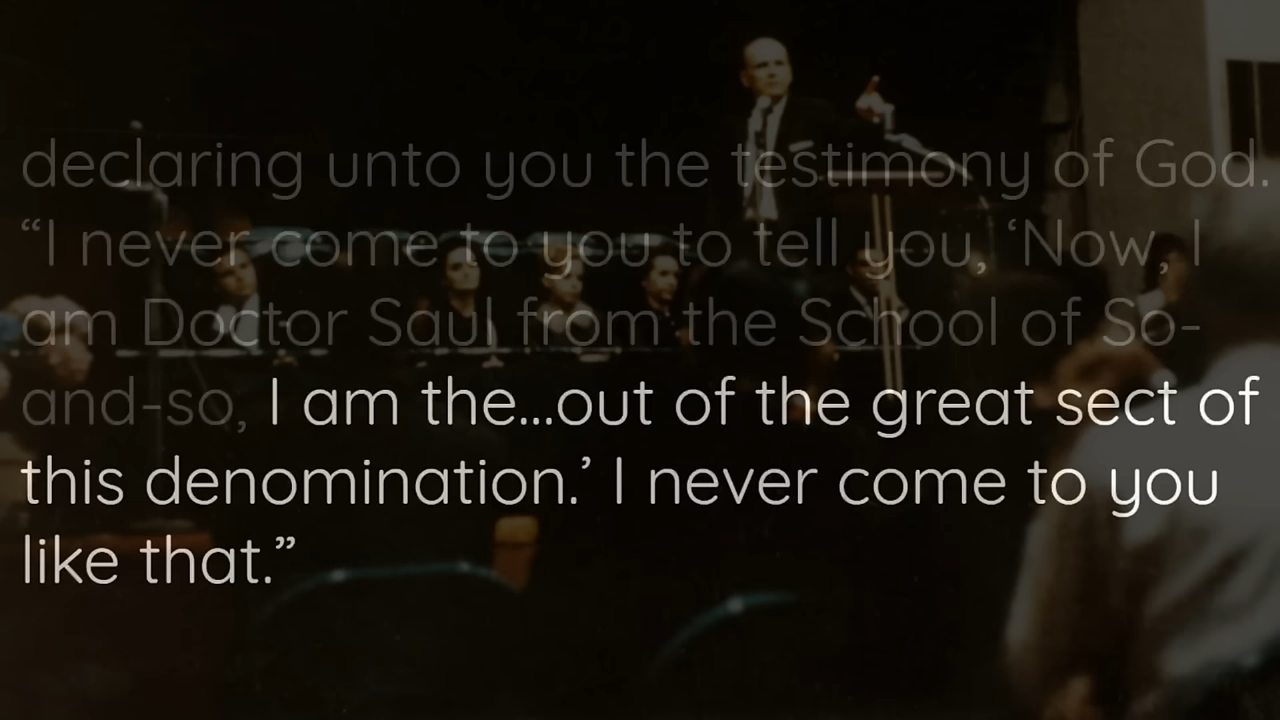 declaring unto you the testimony of God.
“I never come to you to tell you, ‘Now, I
am Doctor Saul from the School of So-
and-so, I am the...out of the great sect of
this denomination.’ I never come to you
like that.”